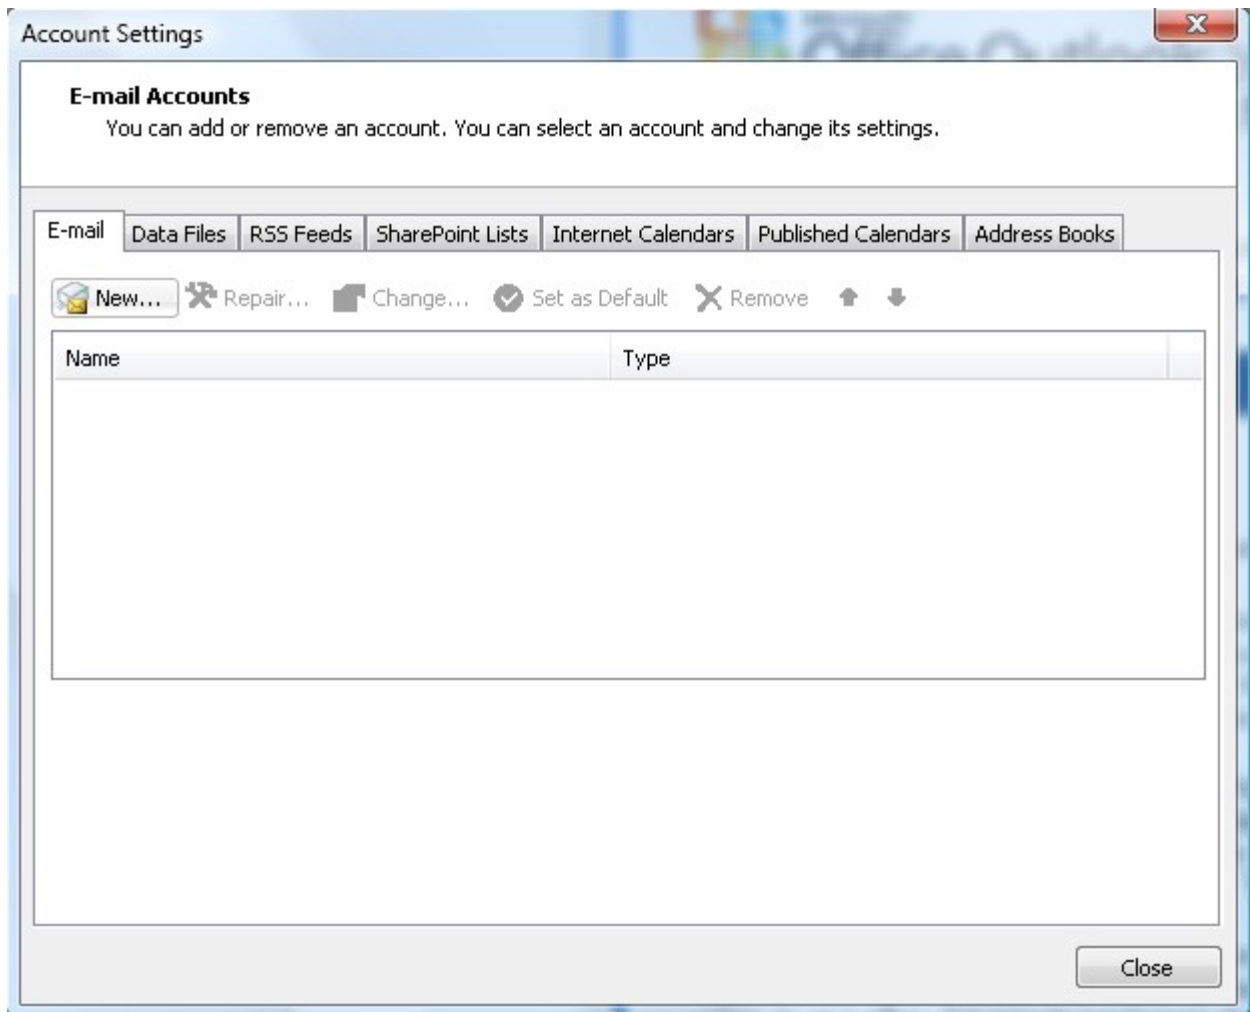 Account Settings
Office Outlook
E-mail Accounts
You can add or remove an account. You can select an account and change its settings.
E-mail Data Files RSS Feeds SharePoint Lists Internet Calendars Published Calendars Address Books
New... Repair... Change... Set as Default Remove
Name Type
Close